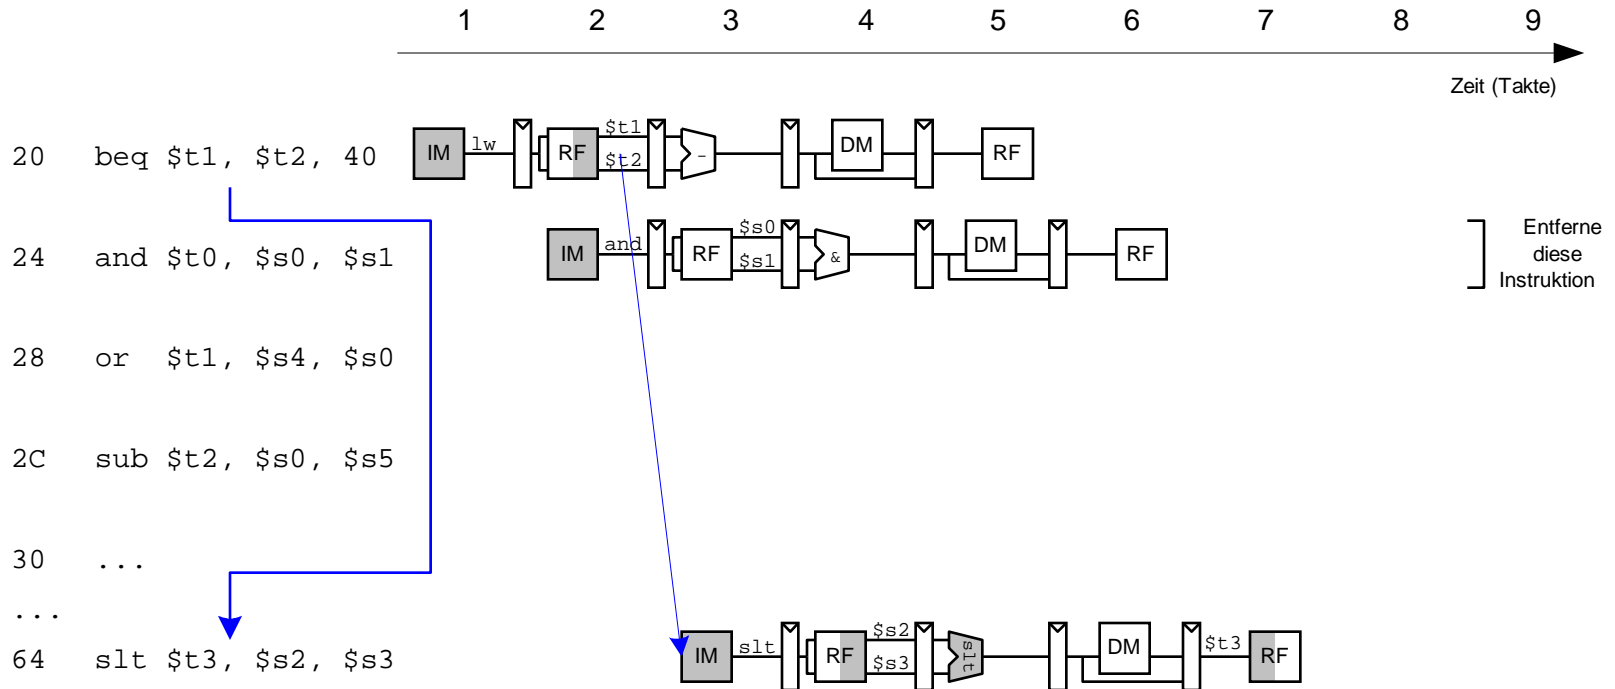 1 2 3 4 5 6 7 8 9
Zeit (Takte)
20 beq $t1, $t2, 40 IM lw RF $t1 $t2 - DM RF
24 and $t0, $s0, $s1 IM and RF $s0 $s1 & DM RF
Entferne
diese
Instruktion
28 or $t1, $s4, $s0
2C sub $t2, $s0, $s5
30 ...
...
64 slt $t3, $s2, $s3 IM slt RF $s2 $s3 slt DM $t3 RF